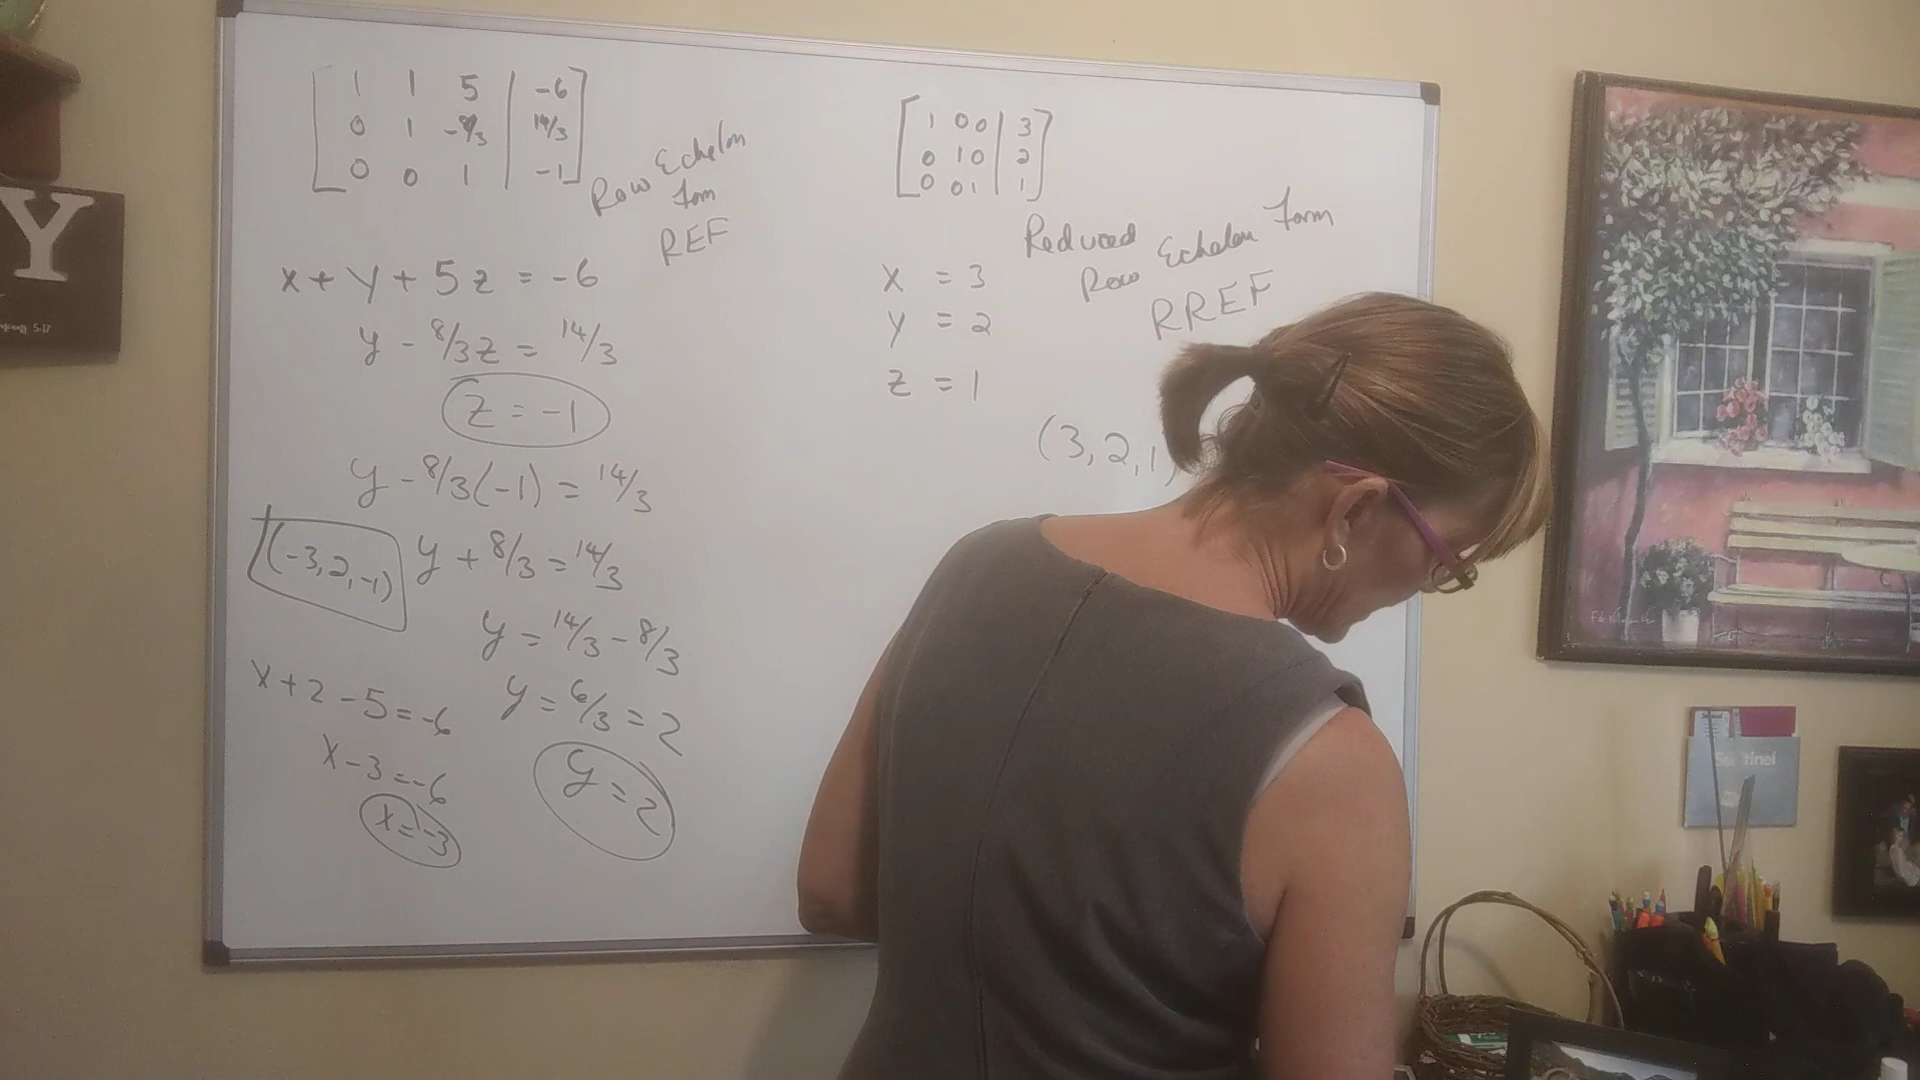 1 1 5 | -6
0 1 -8/3 | 14/3
0 0 1 | -1
Row Echelon
Form
REF
x + y + 5z = -6
y - 8/3z = 14/3
z = -1
y - 8/3(-1) = 14/3
(-3, 2, -1)
y + 8/3 = 14/3
y = 14/3 - 8/3
y = 6/3 = 2
y = 2
x + 2 - 5 = -6
x - 3 = -6
x = -3
1 0 0 | 3
0 1 0 | 2
0 0 1 | 1
Reduced
Row Echelon Form
RREF
x = 3
y = 2
z = 1
(3, 2, 1)
Y
5:17